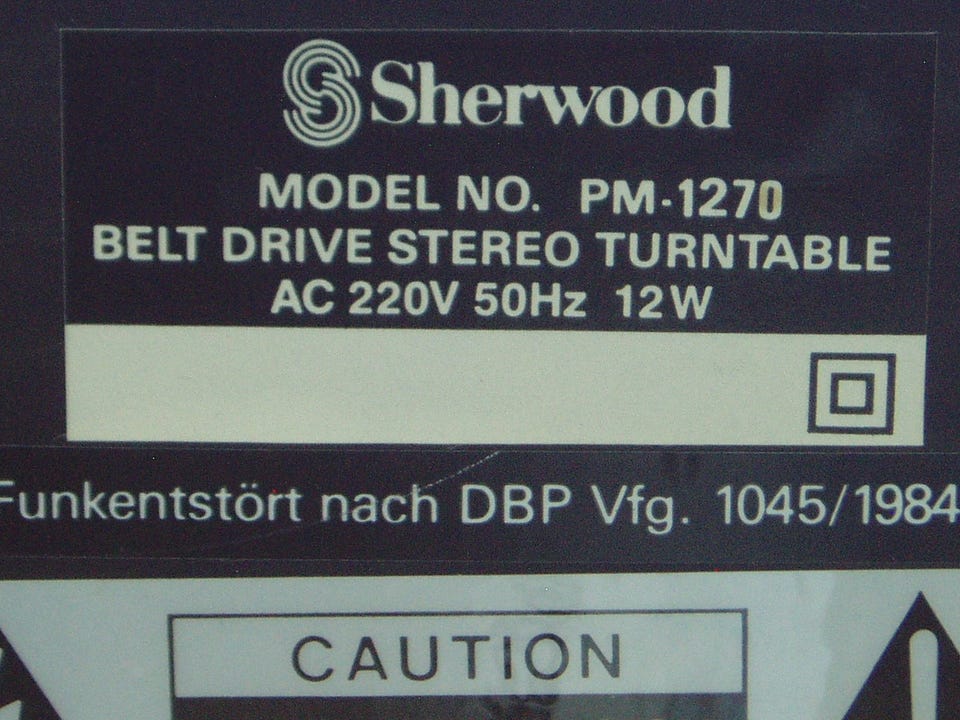 Sherwood
MODEL NO. PM-1270
BELT DRIVE STEREO TURNTABLE
AC 220V 50Hz 12W
Funkentstört nach DBP Vfg. 1045/1984
CAUTION